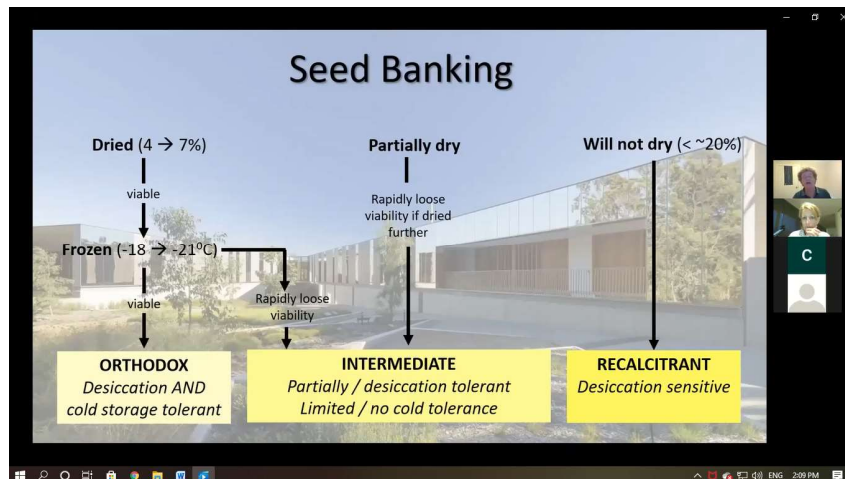 Seed Banking
Dried (4 → 7%)
viable
Frozen (-18 → -21⁰C)
viable
Rapidly loose
viability
ORTHODOX
Desiccation AND
cold storage tolerant
Partially dry
Rapidly loose
viability if dried
further
INTERMEDIATE
Partially / desiccation tolerant
Limited / no cold tolerance
Will not dry (< ~20%)
RECALCITRANT
Desiccation sensitive
C
ENG
2:09 PM